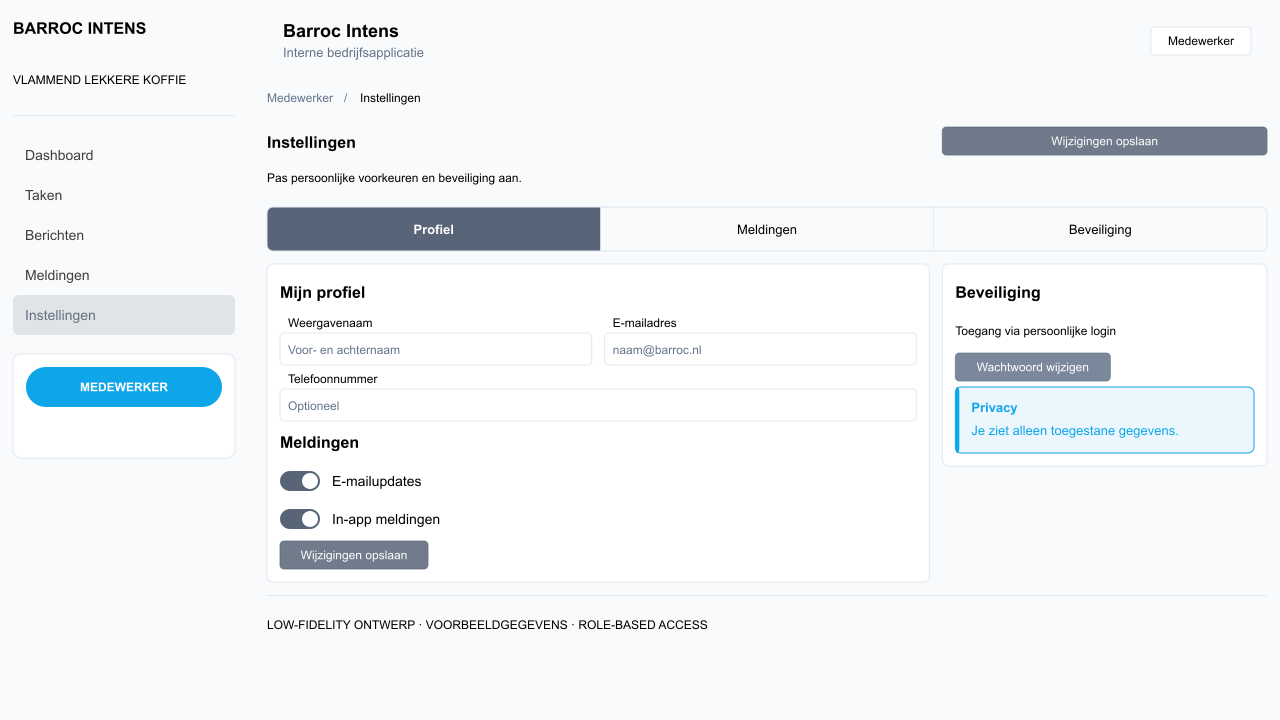 BARROC INTENS
VLAMMEND LEKKERE KOFFIE
Dashboard
Taken
Berichten
Meldingen
Instellingen
MEDEWERKER
Barroc Intens
Interne bedrijfsapplicatie
Medewerker
Medewerker / Instellingen
Instellingen
Wijzigingen opslaan
Pas persoonlijke voorkeuren en beveiliging aan.
Profiel
Meldingen
Beveiliging
Mijn profiel
Weergavenaam
E-mailadres
Voor- en achternaam
naam@barroc.nl
Telefoonnummer
Optioneel
Meldingen
E-mailupdates
In-app meldingen
Wijzigingen opslaan
Beveiliging
Toegang via persoonlijke login
Wachtwoord wijzigen
Privacy
Je ziet alleen toegestane gegevens.
LOW-FIDELITY ONTWERP · VOORBEELDGEGEVENS · ROLE-BASED ACCESS